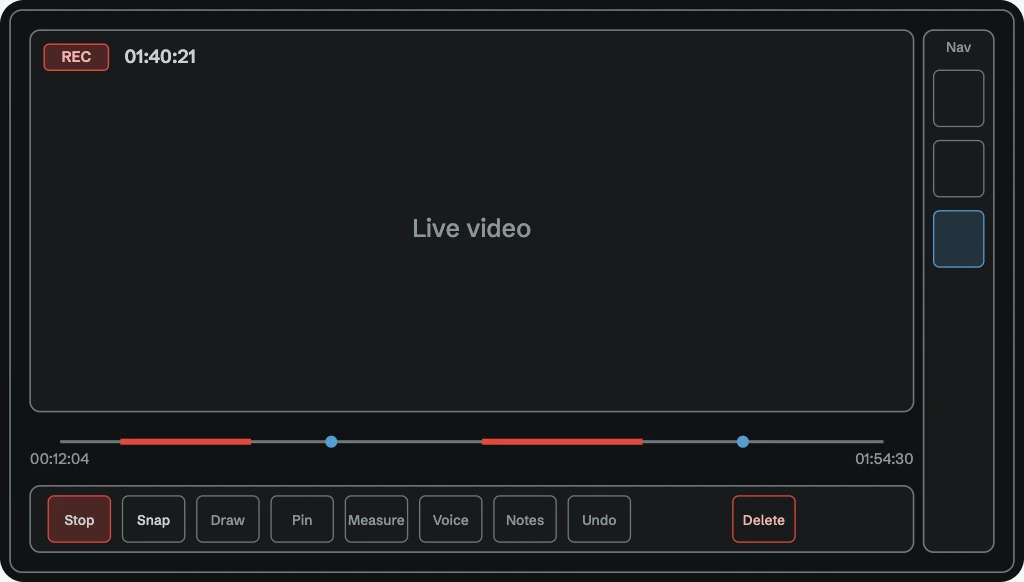 REC 01:40:21
Nav
Live video
00:12:04 01:54:30
Stop Snap Draw Pin Measure Voice Notes Undo Delete